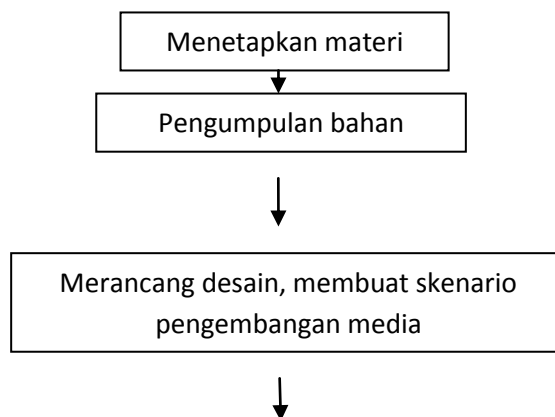 Menetapkan materi
Pengumpulan bahan
Merancang desain, membuat skenario
pengembangan media